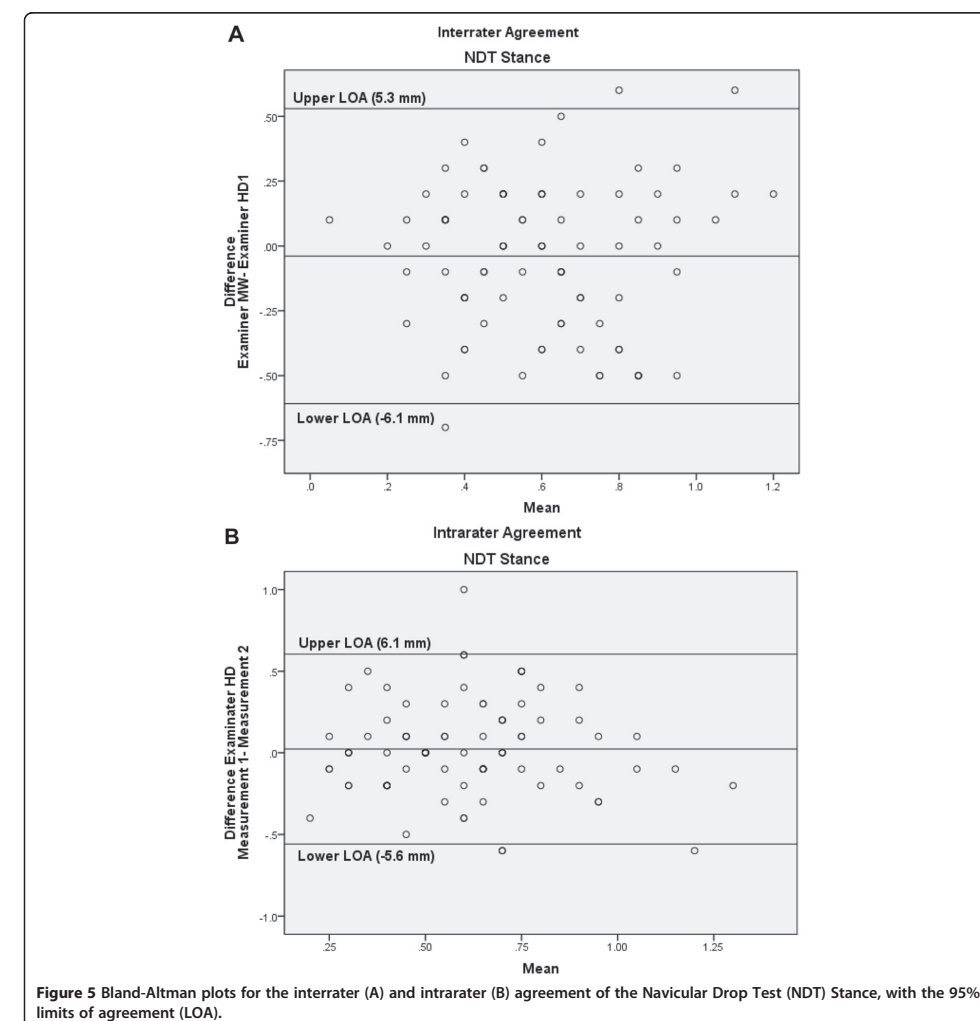 A
Interrater Agreement
NDT Stance
Upper LOA (5.3 mm)
.50
.25
.00
-.25
-.50
-.75
Difference
Examiner MW- Examiner HD1
Lower LOA (-6.1 mm)
.0 .2 .4 .6 .8 1.0 1.2
Mean
B
Intrarater Agreement
NDT Stance
1.0
Upper LOA (6.1 mm)
.5
.0
-.5
-1.0
Difference Examinater HD
Measurement 1- Measurement 2
Lower LOA (-5.6 mm)
.25 .50 .75 1.00 1.25
Mean
Figure 5 Bland-Altman plots for the interrater (A) and intrarater (B) agreement of the Navicular Drop Test (NDT) Stance, with the 95%
limits of agreement (LOA).